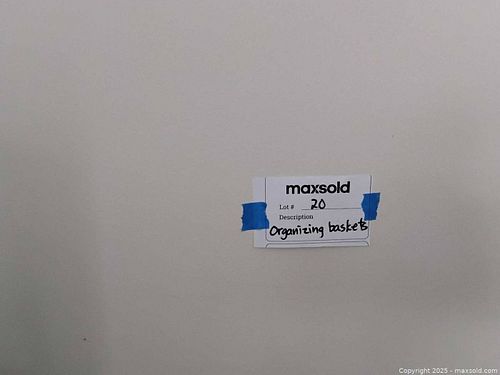 maxsold
Lot # 20
Description
Organizing baskets
Copyright 2025 - maxsold.com